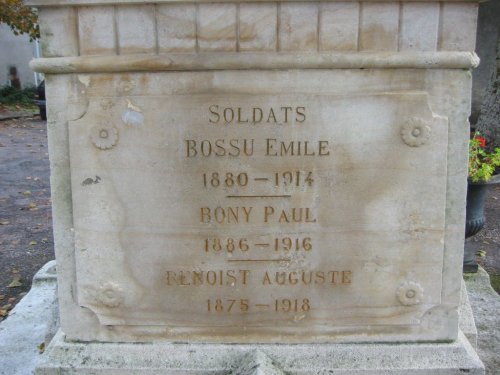 SOLDATS
BOSSU EMILE
1880 – 1914
BONY PAUL
1886 – 1916
BENOIST AUGUSTE
1875 – 1918